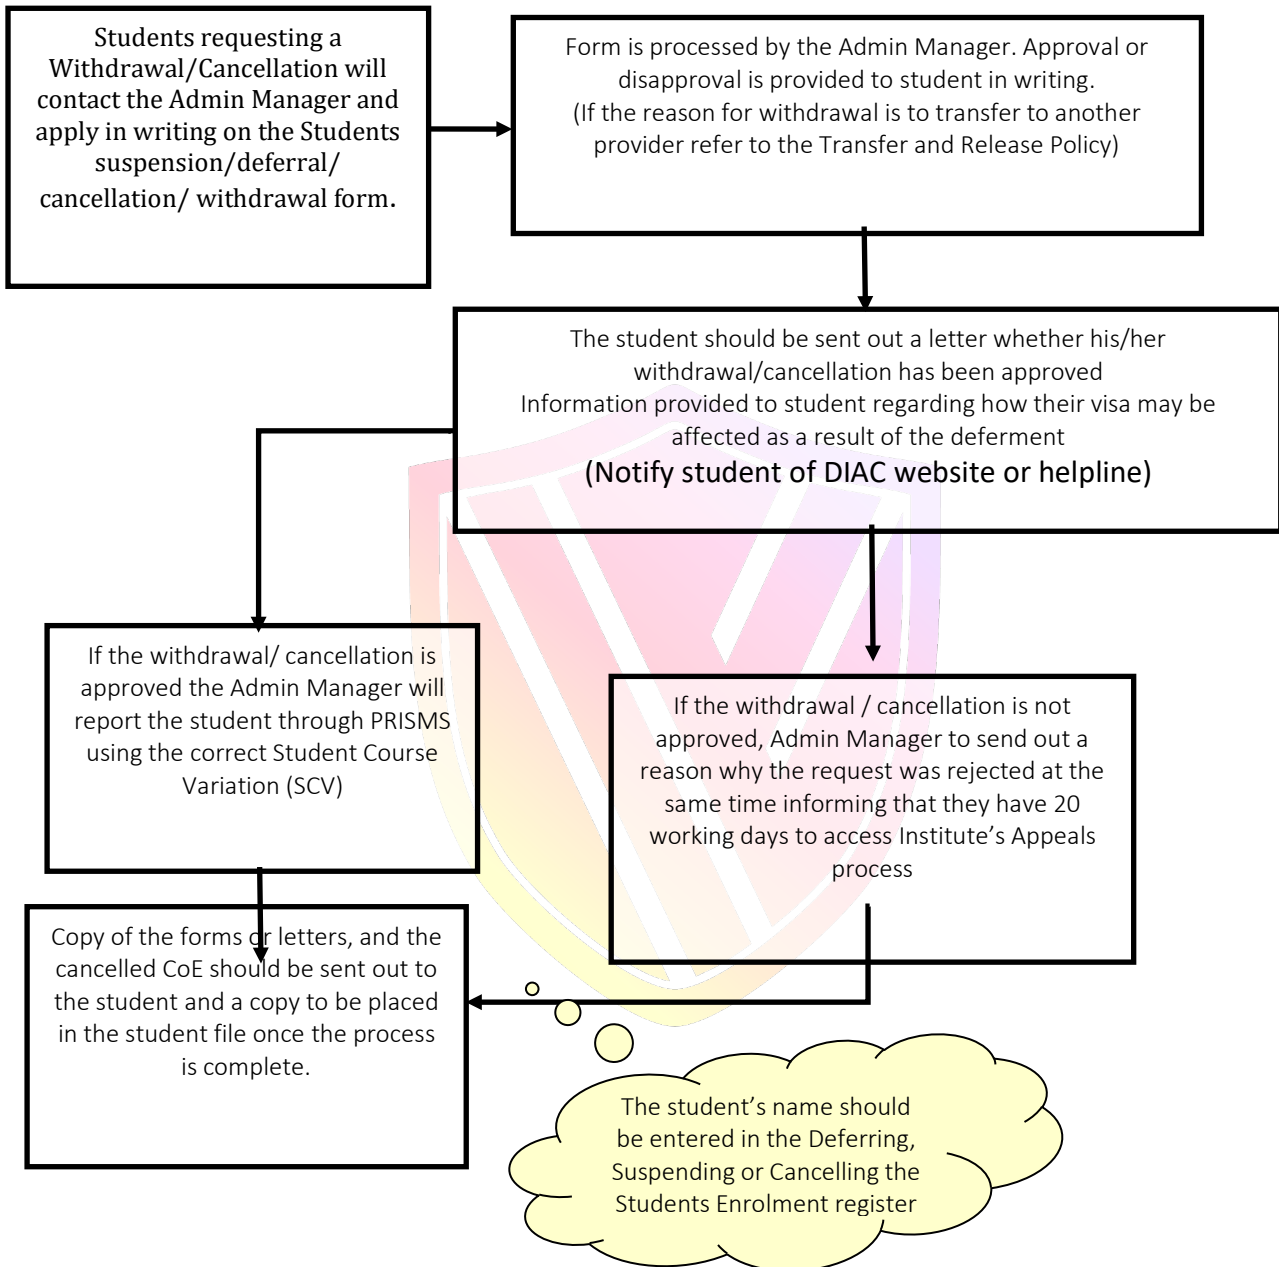 Students requesting a
Withdrawal/Cancellation will
contact the Admin Manager and
apply in writing on the Students
suspension/deferral/
cancellation/ withdrawal form.
Form is processed by the Admin Manager. Approval or
disapproval is provided to student in writing.
(If the reason for withdrawal is to transfer to another
provider refer to the Transfer and Release Policy)
The student should be sent out a letter whether his/her
withdrawal/cancellation has been approved
Information provided to student regarding how their visa may be
affected as a result of the deferment
(Notify student of DIAC website or helpline)
If the withdrawal/ cancellation is
approved the Admin Manager will
report the student through PRISMS
using the correct Student Course
Variation (SCV)
If the withdrawal / cancellation is not
approved, Admin Manager to send out a
reason why the request was rejected at the
same time informing that they have 20
working days to access Institute’s Appeals
process
Copy of the forms or letters, and the
cancelled CoE should be sent out to
the student and a copy to be placed
in the student file once the process
is complete.
The student’s name should
be entered in the Deferring,
Suspending or Cancelling the
Students Enrolment register